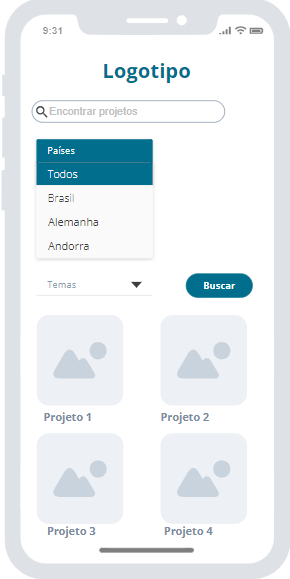 9:31
Logotipo
Encontrar projetos
Países
Todos
Brasil
Alemanha
Andorra
Temas
Buscar
Projeto 1
Projeto 2
Projeto 3
Projeto 4